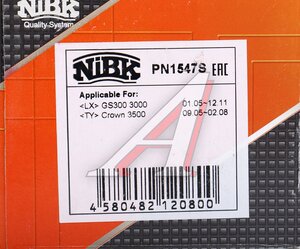 NiBK
Quality System
NiBK PN1547S EAC
Applicable For:
<LX> GS300 3000 01.05~12.11
<TY> Crown 3500 09.05~02.08
4 580482 120800